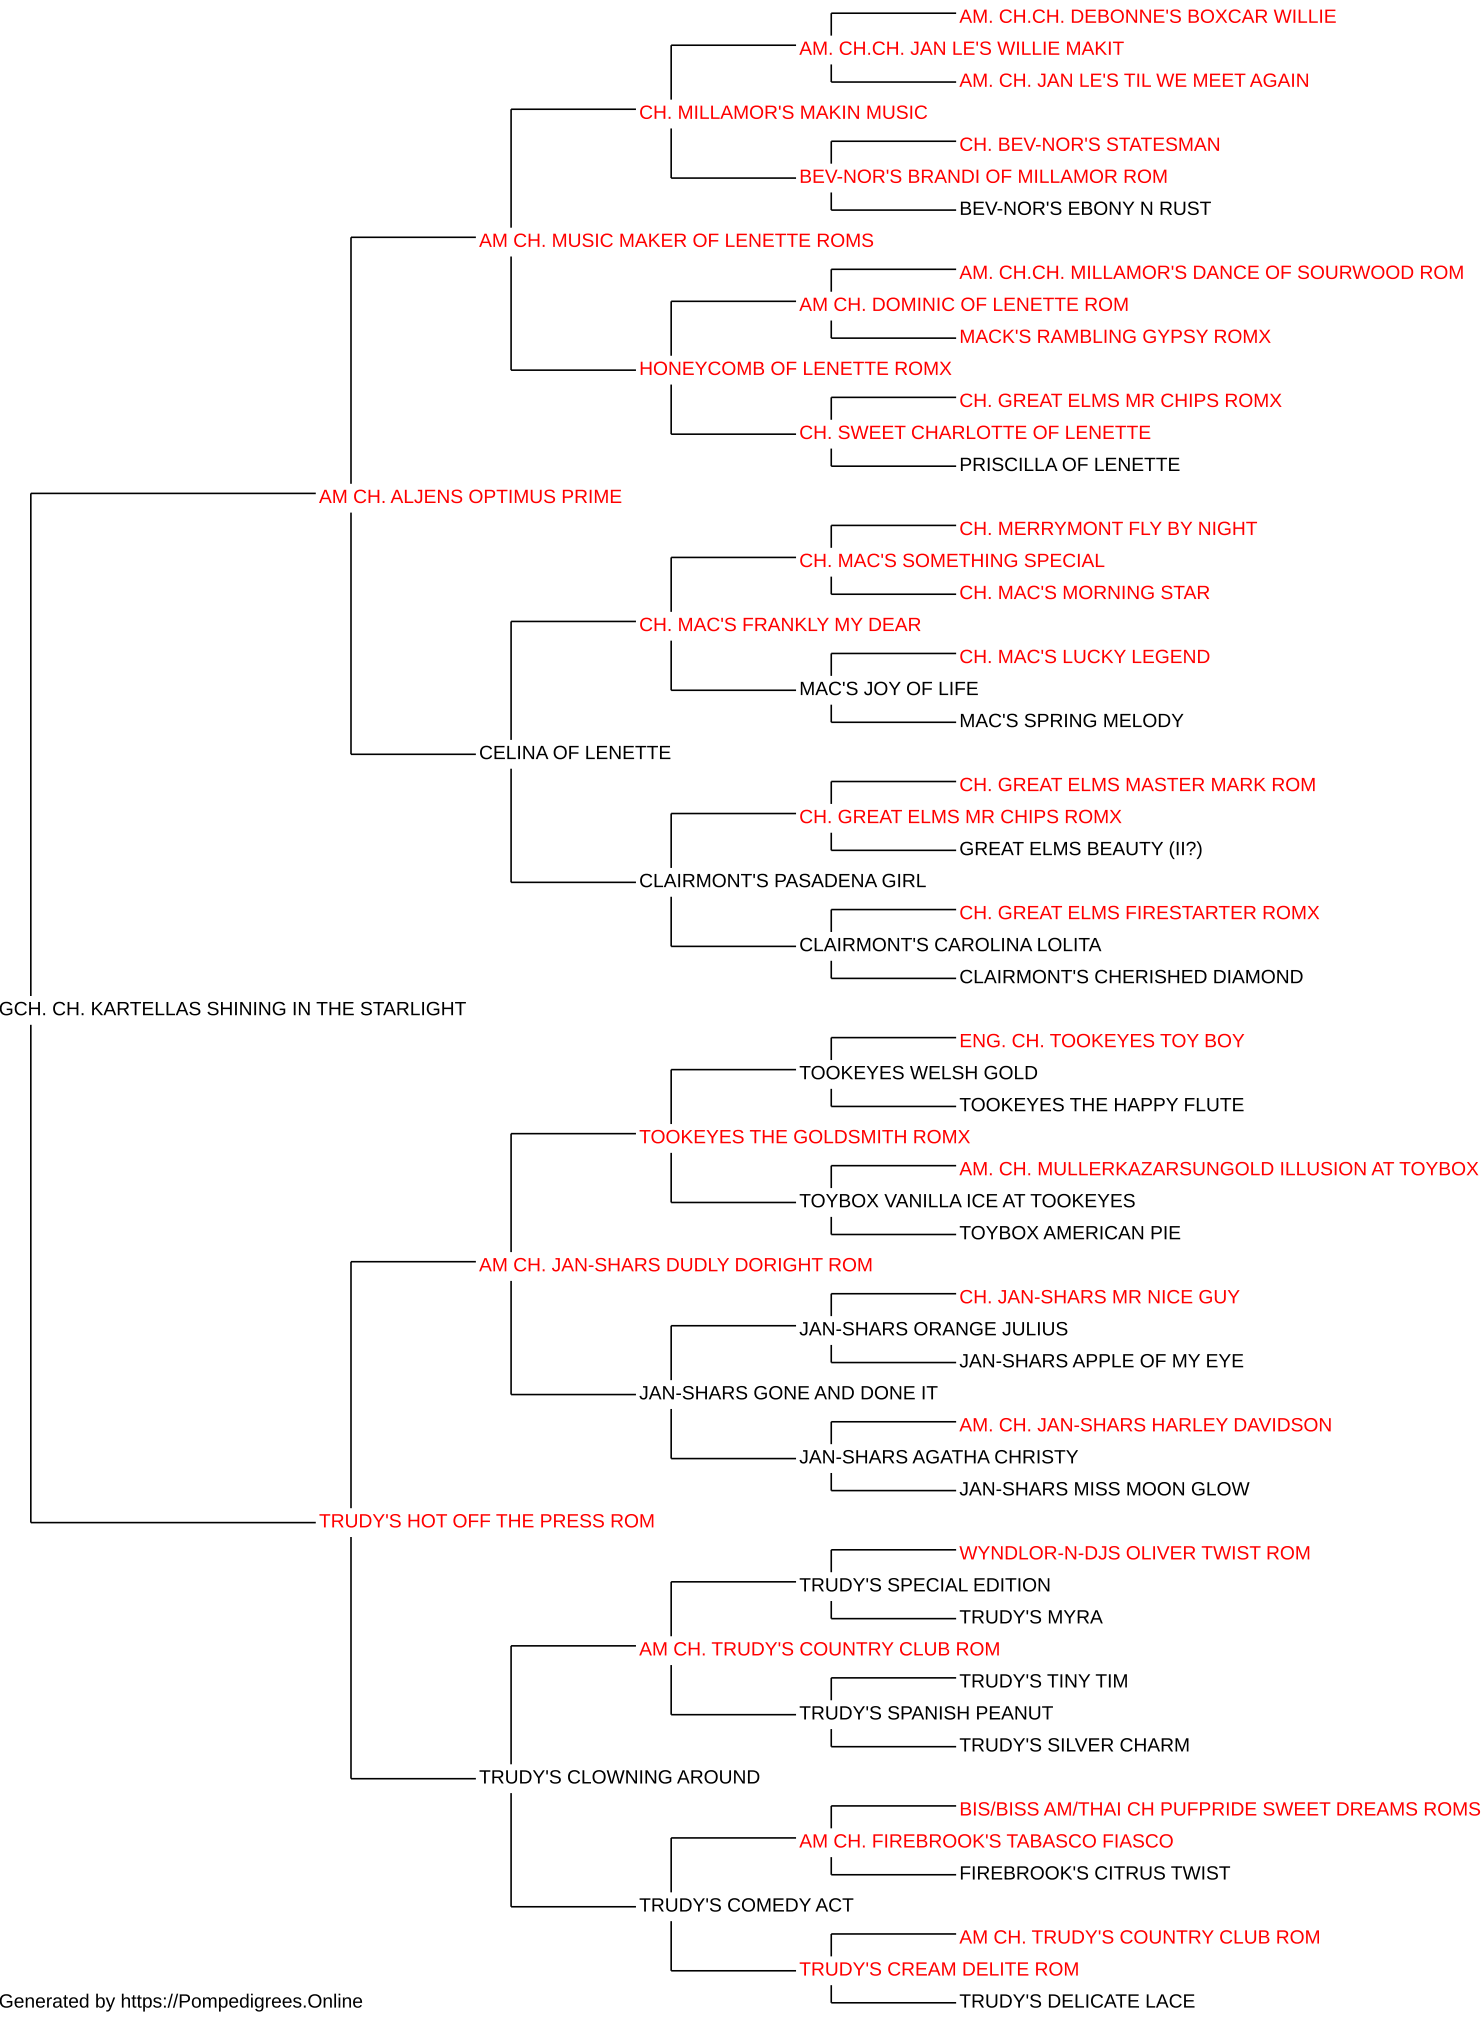 AM. CH.CH. DEBONNE'S BOXCAR WILLIE
AM. CH.CH. JAN LE'S WILLIE MAKIT
AM. CH. JAN LE'S TIL WE MEET AGAIN
CH. MILLAMOR'S MAKIN MUSIC
CH. BEV-NOR'S STATESMAN
BEV-NOR'S BRANDI OF MILLAMOR ROM
BEV-NOR'S EBONY N RUST
AM CH. MUSIC MAKER OF LENETTE ROMS
AM. CH.CH. MILLAMOR'S DANCE OF SOURWOOD ROM
AM CH. DOMINIC OF LENETTE ROM
MACK'S RAMBLING GYPSY ROMX
HONEYCOMB OF LENETTE ROMX
CH. GREAT ELMS MR CHIPS ROMX
CH. SWEET CHARLOTTE OF LENETTE
PRISCILLA OF LENETTE
AM CH. ALJENS OPTIMUS PRIME
CH. MERRYMONT FLY BY NIGHT
CH. MAC'S SOMETHING SPECIAL
CH. MAC'S MORNING STAR
CH. MAC'S FRANKLY MY DEAR
CH. MAC'S LUCKY LEGEND
MAC'S JOY OF LIFE
MAC'S SPRING MELODY
CELINA OF LENETTE
CH. GREAT ELMS MASTER MARK ROM
CH. GREAT ELMS MR CHIPS ROMX
GREAT ELMS BEAUTY (II?)
CLAIRMONT'S PASADENA GIRL
CH. GREAT ELMS FIRESTARTER ROMX
CLAIRMONT'S CAROLINA LOLITA
CLAIRMONT'S CHERISHED DIAMOND
GCH. CH. KARTELLAS SHINING IN THE STARLIGHT
ENG. CH. TOOKEYES TOY BOY
TOOKEYES WELSH GOLD
TOOKEYES THE HAPPY FLUTE
TOOKEYES THE GOLDSMITH ROMX
AM. CH. MULLERKAZARSUNGOLD ILLUSION AT TOYBOX
TOYBOX VANILLA ICE AT TOOKEYES
TOYBOX AMERICAN PIE
AM CH. JAN-SHARS DUDLY DORIGHT ROM
CH. JAN-SHARS MR NICE GUY
JAN-SHARS ORANGE JULIUS
JAN-SHARS APPLE OF MY EYE
JAN-SHARS GONE AND DONE IT
AM. CH. JAN-SHARS HARLEY DAVIDSON
JAN-SHARS AGATHA CHRISTY
JAN-SHARS MISS MOON GLOW
TRUDY'S HOT OFF THE PRESS ROM
WYNDLOR-N-DJS OLIVER TWIST ROM
TRUDY'S SPECIAL EDITION
TRUDY'S MYRA
AM CH. TRUDY'S COUNTRY CLUB ROM
TRUDY'S TINY TIM
TRUDY'S SPANISH PEANUT
TRUDY'S SILVER CHARM
TRUDY'S CLOWNING AROUND
BIS/BISS AM/THAI CH PUFPRIDE SWEET DREAMS ROMS
AM CH. FIREBROOK'S TABASCO FIASCO
FIREBROOK'S CITRUS TWIST
TRUDY'S COMEDY ACT
AM CH. TRUDY'S COUNTRY CLUB ROM
TRUDY'S CREAM DELITE ROM
TRUDY'S DELICATE LACE
Generated by https://Pompedigrees.Online